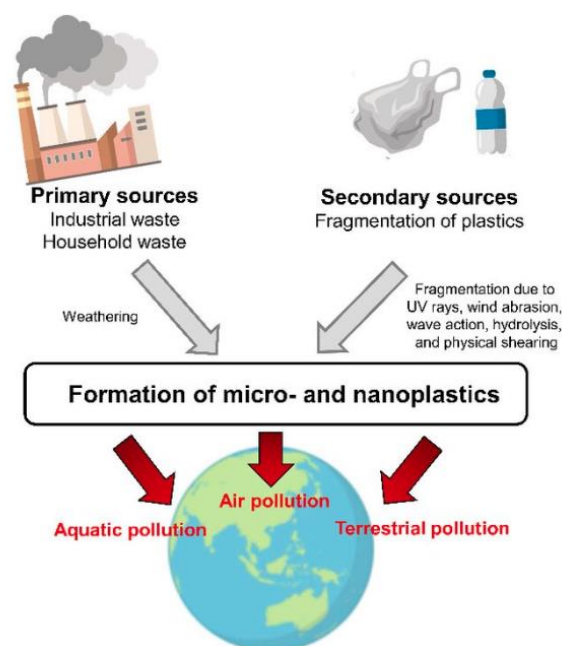 Primary sources
Industrial waste
Household waste
Secondary sources
Fragmentation of plastics
Weathering
Fragmentation due to
UV rays, wind abrasion,
wave action, hydrolysis,
and physical shearing
Formation of micro- and nanoplastics
Aquatic pollution
Air pollution
Terrestrial pollution